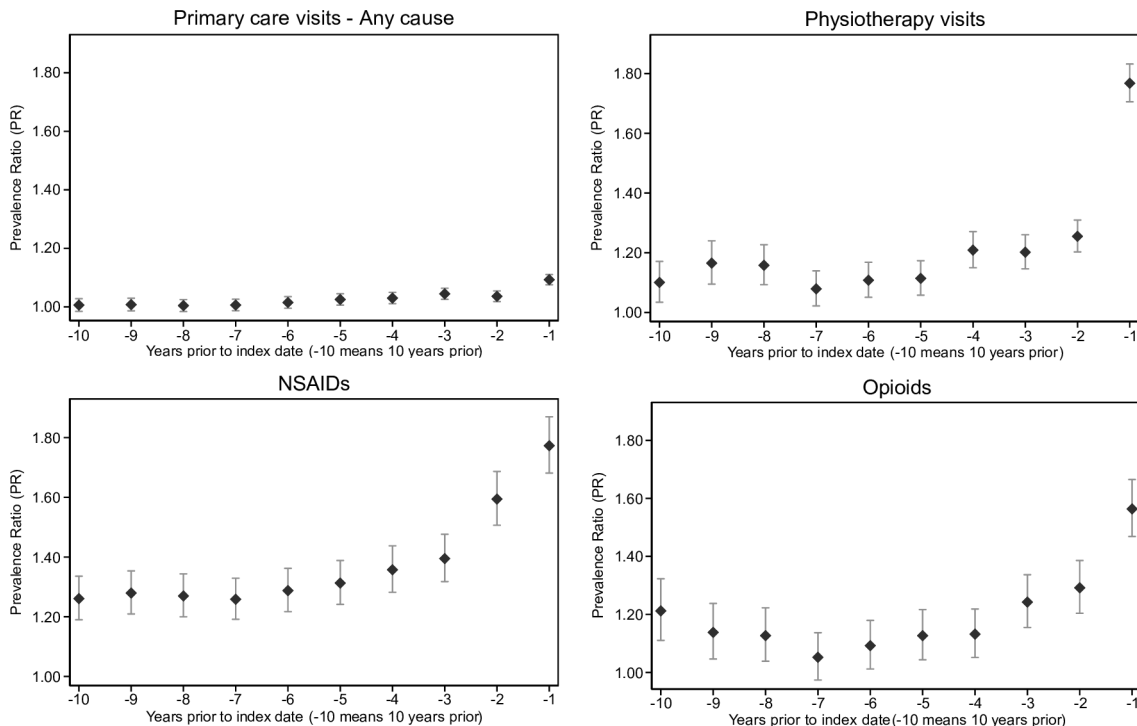 Primary care visits - Any cause
Prevalence Ratio (PR)
1.80
1.60
1.40
1.20
1.00
-10 -9 -8 -7 -6 -5 -4 -3 -2 -1
Years prior to index date (-10 means 10 years prior)
Physiotherapy visits
Prevalence Ratio (PR)
1.80
1.60
1.40
1.20
1.00
-10 -9 -8 -7 -6 -5 -4 -3 -2 -1
Years prior to index date (-10 means 10 years prior)
NSAIDs
Prevalence Ratio (PR)
1.80
1.60
1.40
1.20
1.00
-10 -9 -8 -7 -6 -5 -4 -3 -2 -1
Years prior to index date (-10 means 10 years prior)
Opioids
Prevalence Ratio (PR)
1.80
1.60
1.40
1.20
1.00
-10 -9 -8 -7 -6 -5 -4 -3 -2 -1
Years prior to index date (-10 means 10 years prior)